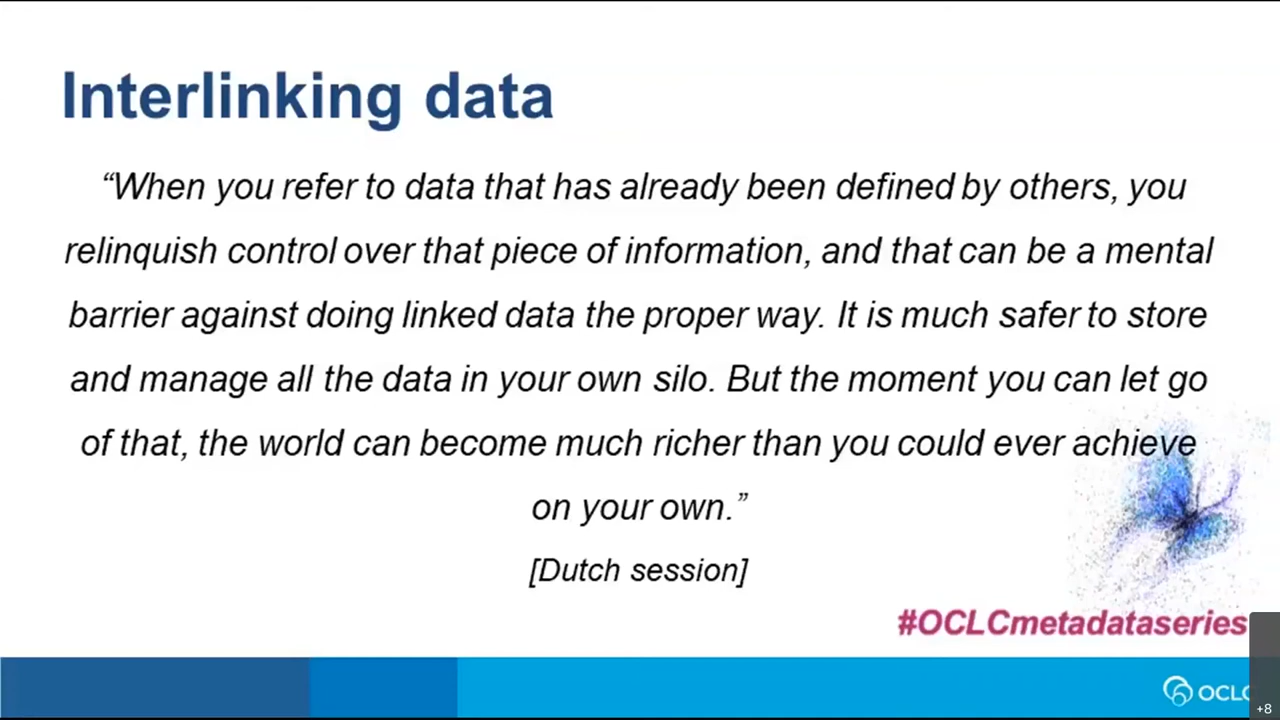 Interlinking data
“When you refer to data that has already been defined by others, you
relinquish control over that piece of information, and that can be a mental
barrier against doing linked data the proper way. It is much safer to store
and manage all the data in your own silo. But the moment you can let go
of that, the world can become much richer than you could ever achieve
on your own.”
[Dutch session]
#OCLCmetadataseries
OCLC
+8